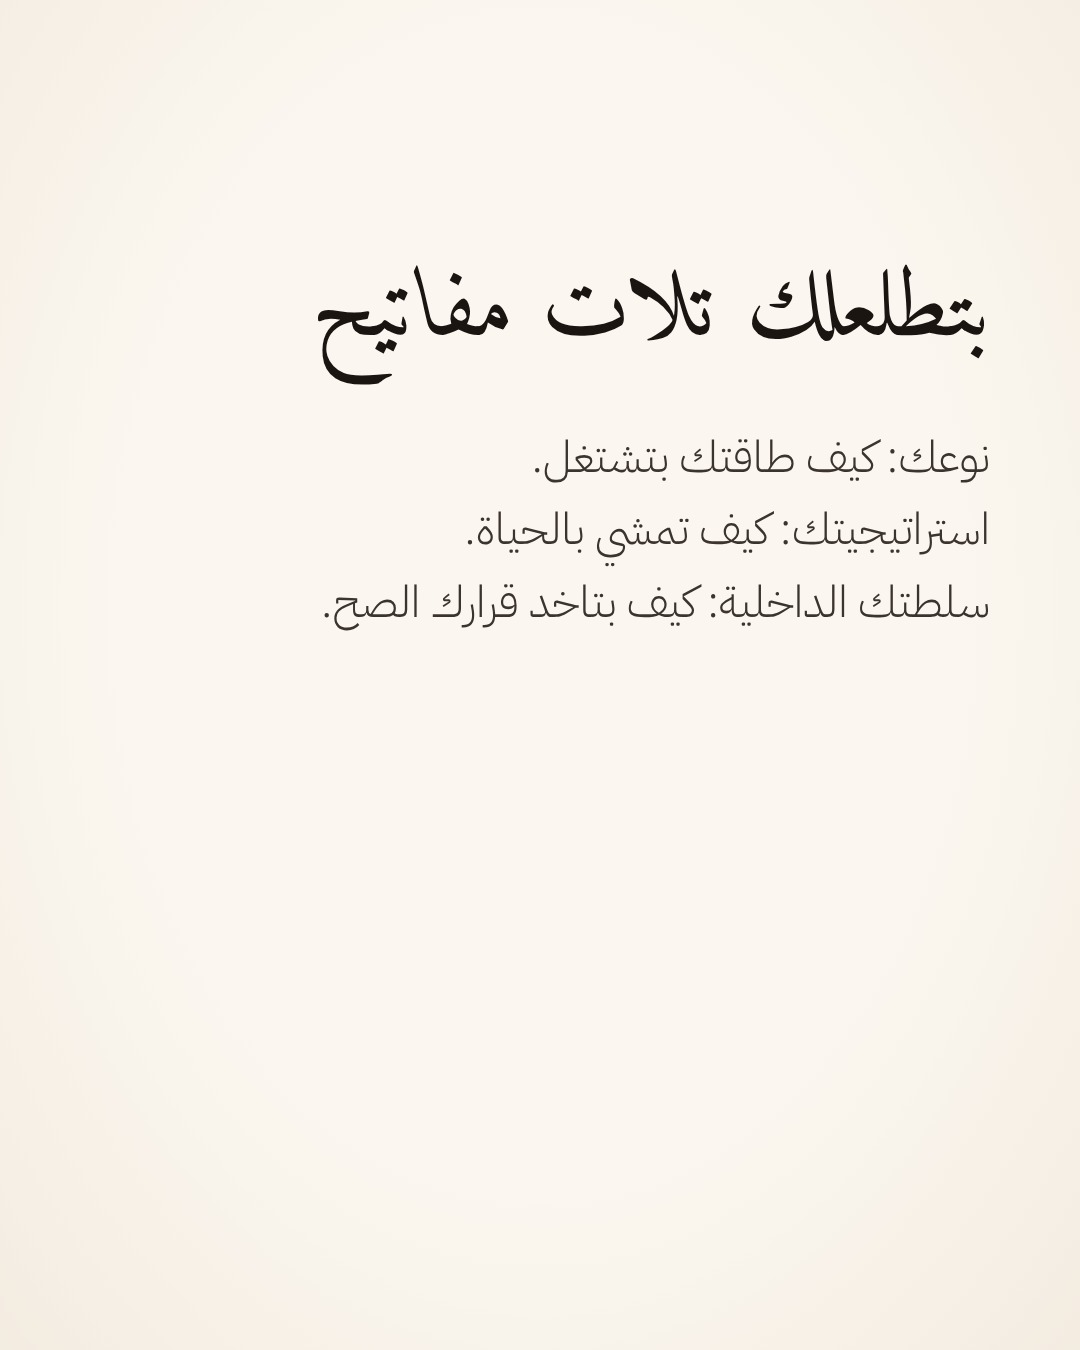 بتطلعلك تلات مفاتيح
نوعك: كيف طاقتك بتشتغل.
استراتيجيتك: كيف تمشي بالحياة.
سلطتك الداخلية: كيف بتاخد قرارك الصح.